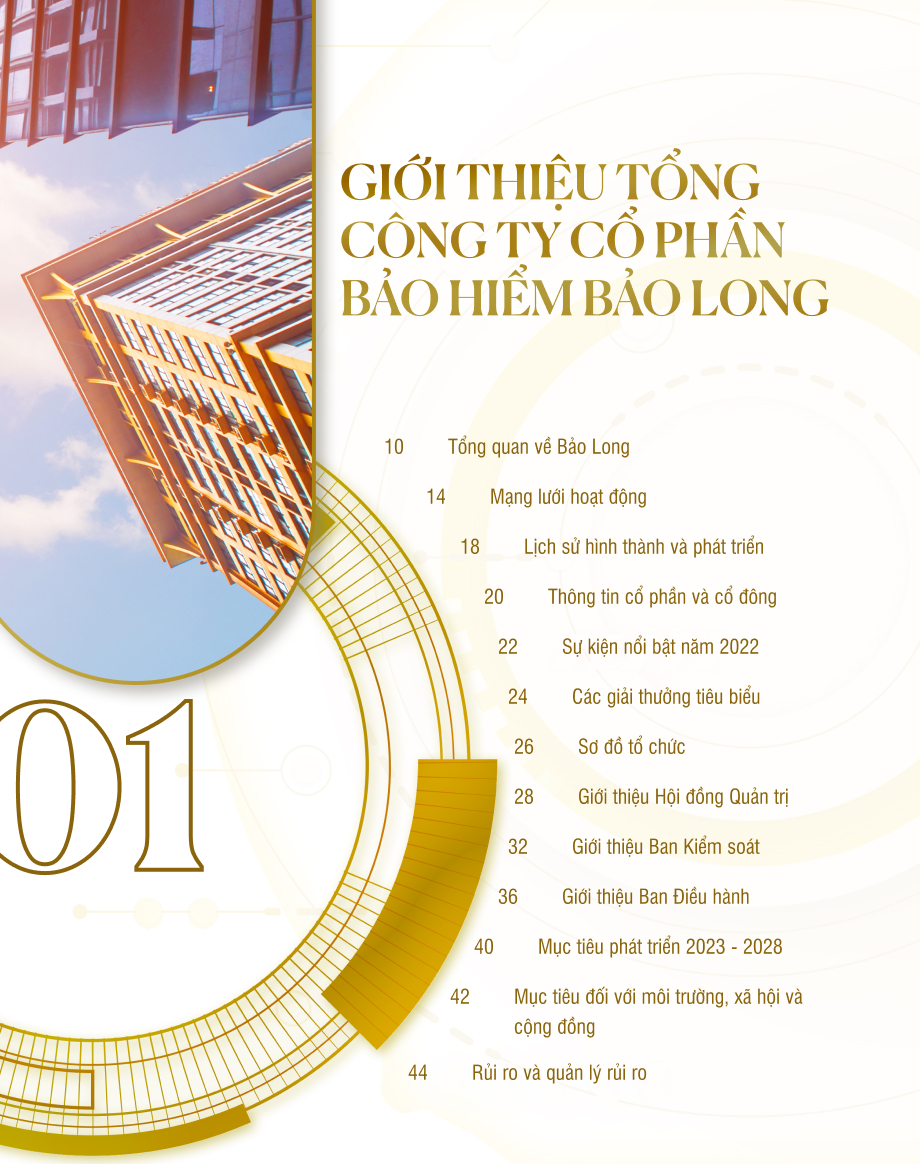 GIỚI THIỆU TỔNG
CÔNG TY CỔ PHẦN
BẢO HIỂM BẢO LONG
10 Tổng quan về Bảo Long
14 Mạng lưới hoạt động
18 Lịch sử hình thành và phát triển
20 Thông tin cổ phần và cổ đông
22 Sự kiện nổi bật năm 2022
24 Các giải thưởng tiêu biểu
26 Sơ đồ tổ chức
28 Giới thiệu Hội đồng Quản trị
32 Giới thiệu Ban Kiểm soát
36 Giới thiệu Ban Điều hành
40 Mục tiêu phát triển 2023 - 2028
42 Mục tiêu đối với môi trường, xã hội và
cộng đồng
44 Rủi ro và quản lý rủi ro
01